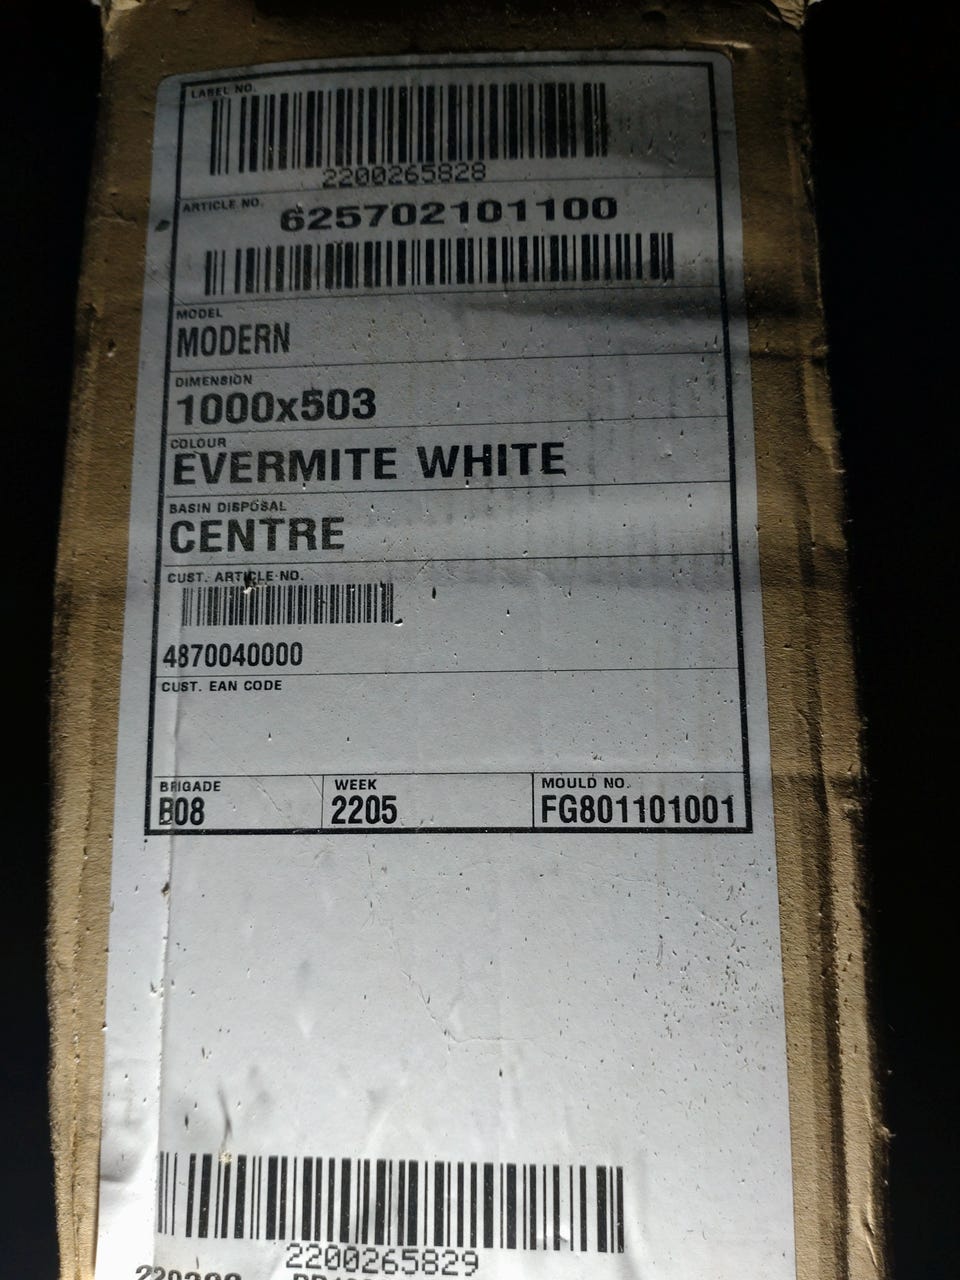 LABEL NO.
2200265828
ARTICLE NO.
625702101100
MODEL
MODERN
DIMENSION
1000x503
COLOUR
EVERMITE WHITE
BASIN DISPOSAL
CENTRE
CUST. ARTICLE NO.
4870040000
CUST. EAN CODE
BRIGADE WEEK MOULD NO.
B08 2205 FG801101001
2200265829